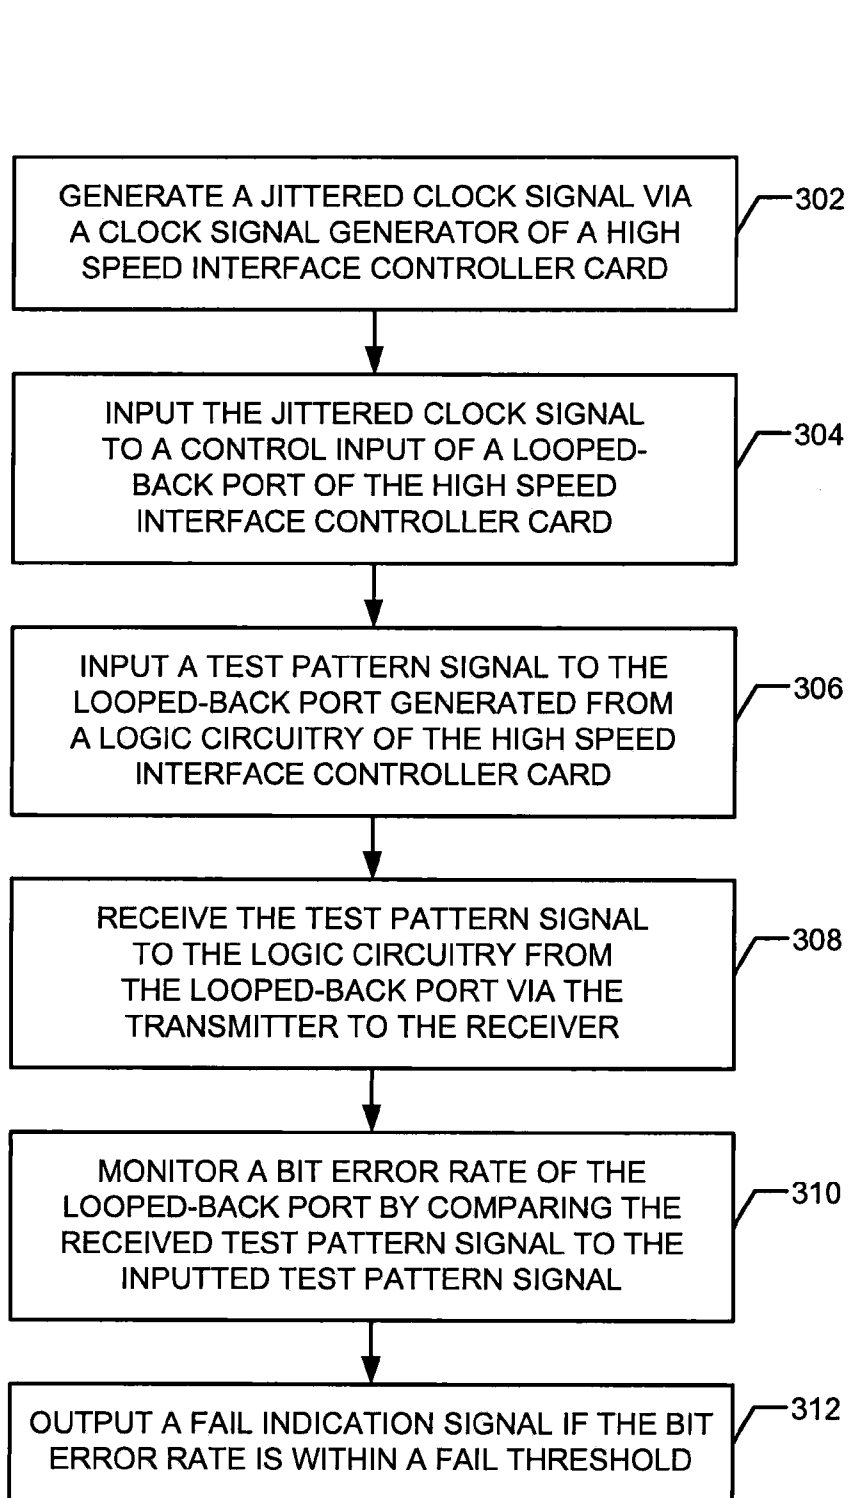 GENERATE A JITTERED CLOCK SIGNAL VIA
A CLOCK SIGNAL GENERATOR OF A HIGH
SPEED INTERFACE CONTROLLER CARD
302
INPUT THE JITTERED CLOCK SIGNAL
TO A CONTROL INPUT OF A LOOPED-
BACK PORT OF THE HIGH SPEED
INTERFACE CONTROLLER CARD
304
INPUT A TEST PATTERN SIGNAL TO THE
LOOPED-BACK PORT GENERATED FROM
A LOGIC CIRCUITRY OF THE HIGH SPEED
INTERFACE CONTROLLER CARD
306
RECEIVE THE TEST PATTERN SIGNAL
TO THE LOGIC CIRCUITRY FROM
THE LOOPED-BACK PORT VIA THE
TRANSMITTER TO THE RECEIVER
308
MONITOR A BIT ERROR RATE OF THE
LOOPED-BACK PORT BY COMPARING THE
RECEIVED TEST PATTERN SIGNAL TO THE
INPUTTED TEST PATTERN SIGNAL
310
OUTPUT A FAIL INDICATION SIGNAL IF THE BIT
ERROR RATE IS WITHIN A FAIL THRESHOLD
312